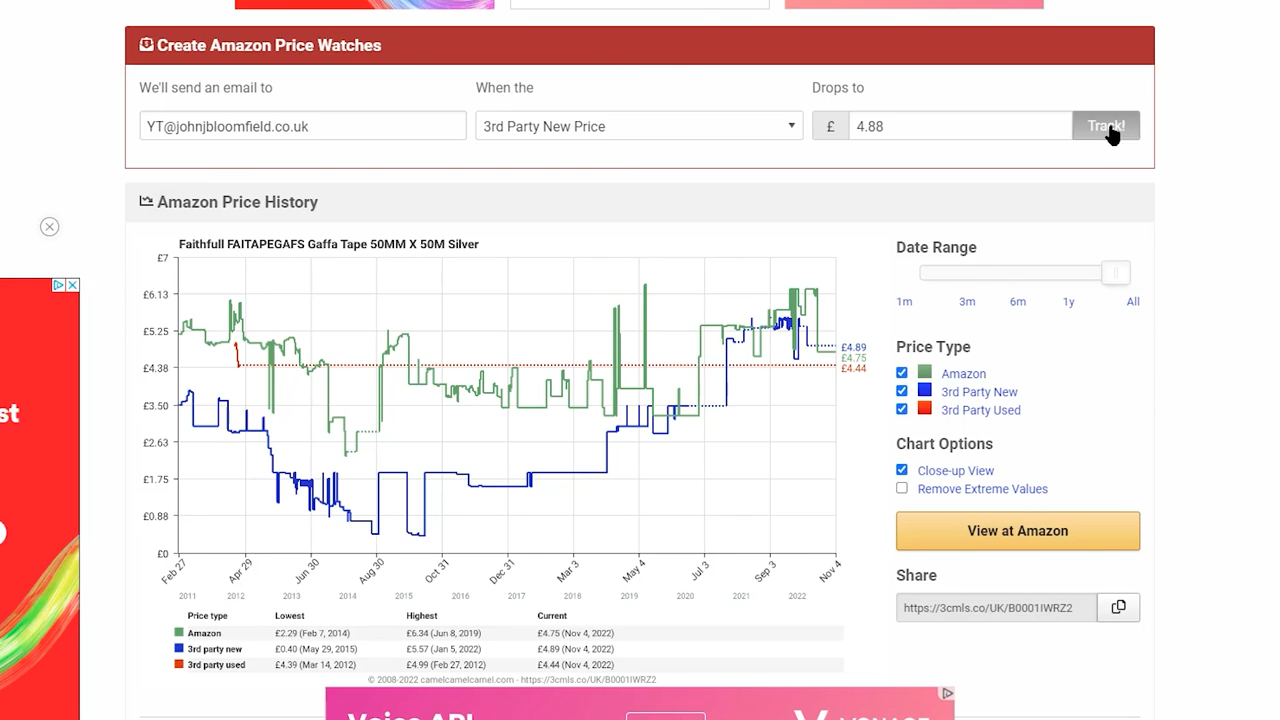 Create Amazon Price Watches
We'll send an email to
When the
Drops to
YT@johnjbloomfield.co.uk
3rd Party New Price
£
4.88
Track!
Amazon Price History
Faithfull FAITAPEGAFS Gaffa Tape 50MM X 50M Silver
£7
£6.13
£5.25
£4.38
£3.50
£2.63
£1.75
£0.88
£0
£4.89
£4.75
£4.44
Feb 27
Apr 29
Jun 30
Aug 30
Oct 31
Dec 31
Mar 3
May 4
Jul 3
Sep 3
Nov 4
2011 2012 2013 2014 2015 2016 2017 2018 2019 2020 2021 2022
Price type Lowest Highest Current
Amazon £2.29 (Feb 7, 2014) £6.34 (Jun 8, 2019) £4.75 (Nov 4, 2022)
3rd party new £0.40 (May 29, 2015) £5.57 (Jan 5, 2022) £4.89 (Nov 4, 2022)
3rd party used £4.39 (Mar 14, 2012) £4.99 (Feb 27, 2012) £4.44 (Nov 4, 2022)
© 2008-2022 camelcamelcamel.com - https://3cmls.co/UK/B0001IWRZ2
Date Range
1m 3m 6m 1y All
Price Type
Amazon
3rd Party New
3rd Party Used
Chart Options
Close-up View
Remove Extreme Values
View at Amazon
Share
https://3cmls.co/UK/B0001IWRZ2
st
Voice API